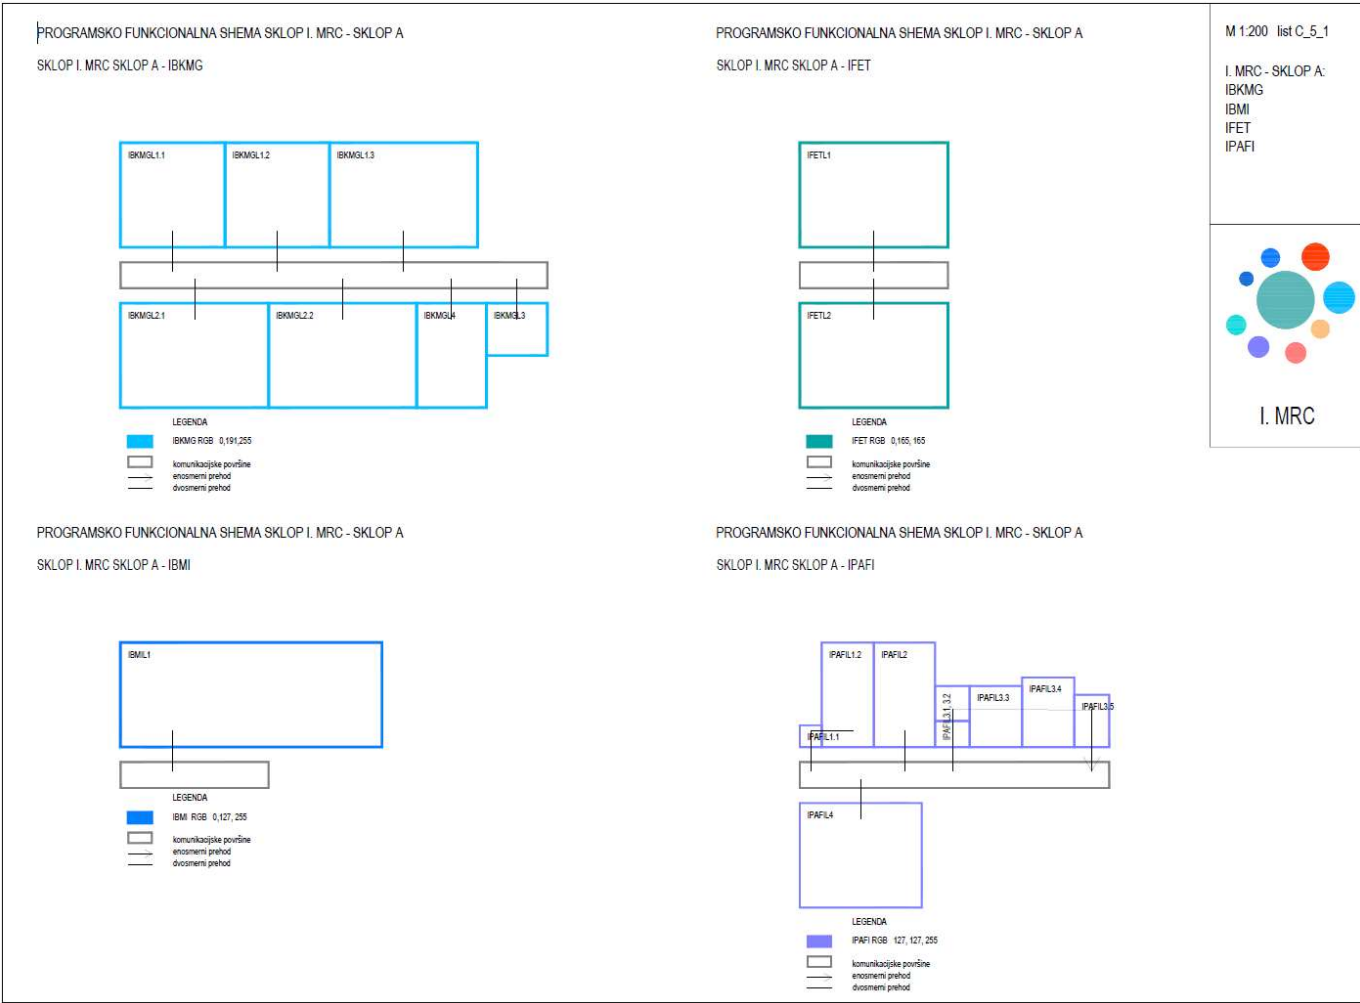 PROGRAMSKO FUNKCIONALNA SHEMA SKLOP I. MRC - SKLOP A
SKLOP I. MRC SKLOP A - IBKMG
IBKMGL1.1
IBKMGL1.2
IBKMGL1.3
IBKMGL2.1
IBKMGL2.2
IBKMGL4
IBKMGL3
LEGENDA
IBKMG RGB 0,191,255
komunikacijske površine
enosmerni prehod
dvosmerni prehod
PROGRAMSKO FUNKCIONALNA SHEMA SKLOP I. MRC - SKLOP A
SKLOP I. MRC SKLOP A - IFET
IFETL1
IFETL2
LEGENDA
IFET RGB 0,165, 165
komunikacijske površine
enosmerni prehod
dvosmerni prehod
M 1:200 list C_5_1
I. MRC - SKLOP A:
IBKMG
IBMI
IFET
IPAFI
I. MRC
PROGRAMSKO FUNKCIONALNA SHEMA SKLOP I. MRC - SKLOP A
SKLOP I. MRC SKLOP A - IBMI
IBMIL1
LEGENDA
IBMI RGB 0,127, 255
komunikacijske površine
enosmerni prehod
dvosmerni prehod
PROGRAMSKO FUNKCIONALNA SHEMA SKLOP I. MRC - SKLOP A
SKLOP I. MRC SKLOP A - IPAFI
IPAFIL1.2
IPAFIL2
IPAFIL3.1, 3.2
IPAFIL3.3
IPAFIL3.4
IPAFIL3.5
IPAFIL1.1
IPAFIL4
LEGENDA
IPAFI RGB 127, 127, 255
komunikacijske površine
enosmerni prehod
dvosmerni prehod